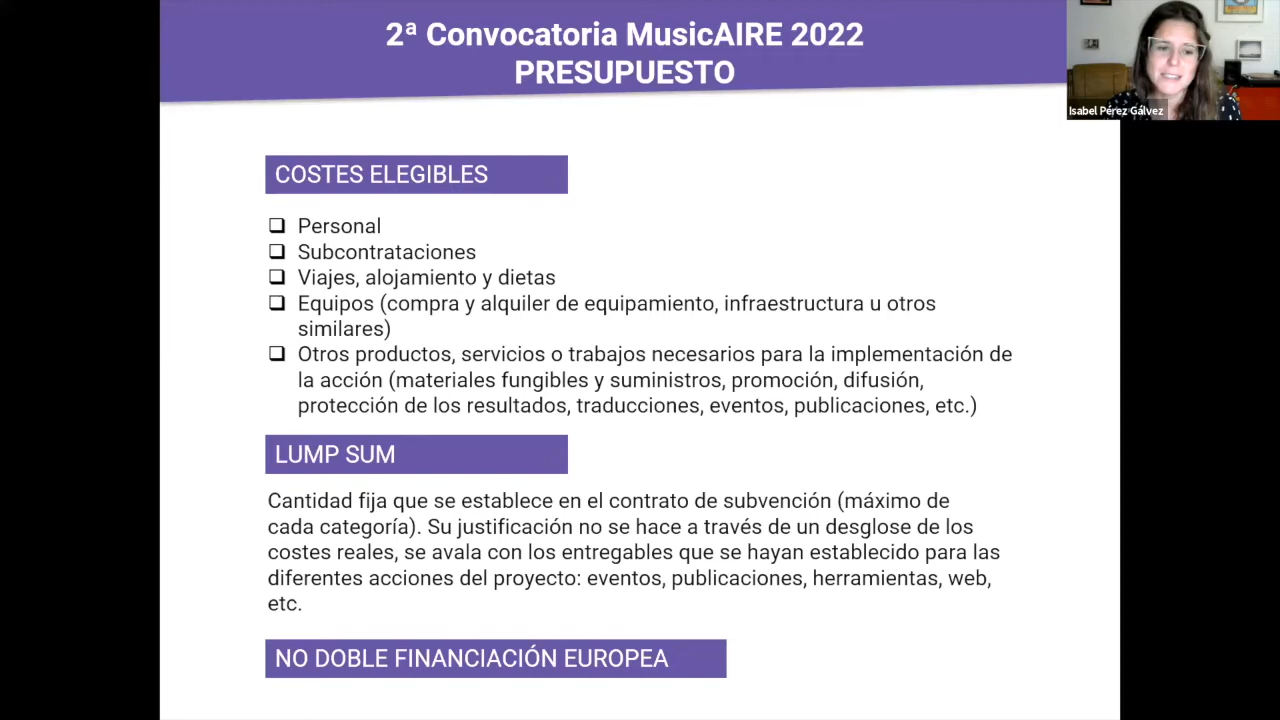 2ª Convocatoria MusicAIRE 2022
PRESUPUESTO
Isabel Pérez Gálvez
COSTES ELEGIBLES
Personal
Subcontrataciones
Viajes, alojamiento y dietas
Equipos (compra y alquiler de equipamiento, infraestructura u otros
similares)
Otros productos, servicios o trabajos necesarios para la implementación de
la acción (materiales fungibles y suministros, promoción, difusión,
protección de los resultados, traducciones, eventos, publicaciones, etc.)
LUMP SUM
Cantidad fija que se establece en el contrato de subvención (máximo de
cada categoría). Su justificación no se hace a través de un desglose de los
costes reales, se avala con los entregables que se hayan establecido para las
diferentes acciones del proyecto: eventos, publicaciones, herramientas, web,
etc.
NO DOBLE FINANCIACIÓN EUROPEA